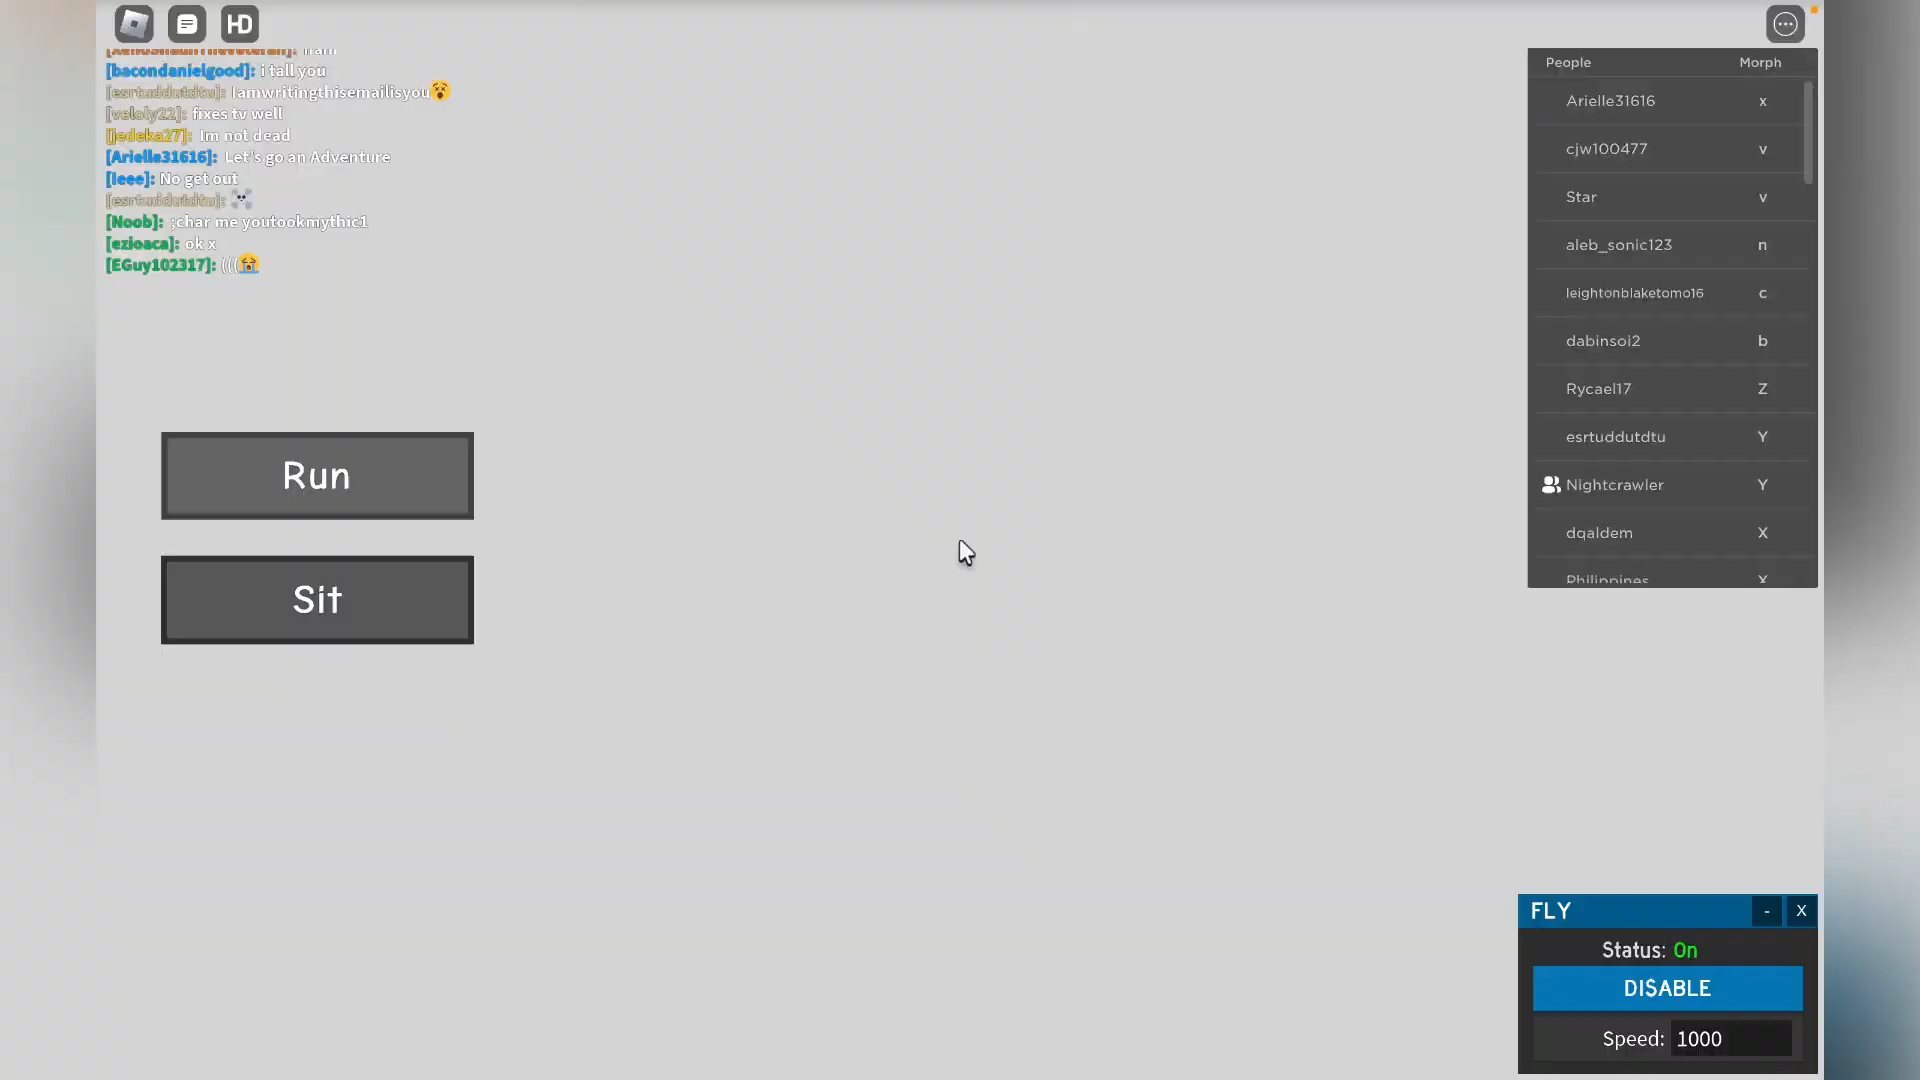 HD
[bacondanielgood]: i tall you
[esrtuddutdtu]: Iamwritingthisemailisyou😵
[veloly22]: fixes tv well
[jedeka27]: Im not dead
[Arielle31616]: Let's go an Adventure
[leee]: No get out
[esrtuddutdtu]: ☠️
[Noob]: ;char me youtookmythic1
[ezioaca]: ok x
[EGuy102317]: (((😭
Run
Sit
People Morph
Arielle31616 x
cjw100477 v
Star v
aleb_sonic123 n
leightonblaketomo16 c
dabinsoi2 b
Rycael17 Z
esrtuddutdtu Y
Nightcrawler Y
dqaldem X
Philippines X
FLY - X
Status: On
DISABLE
Speed: 1000